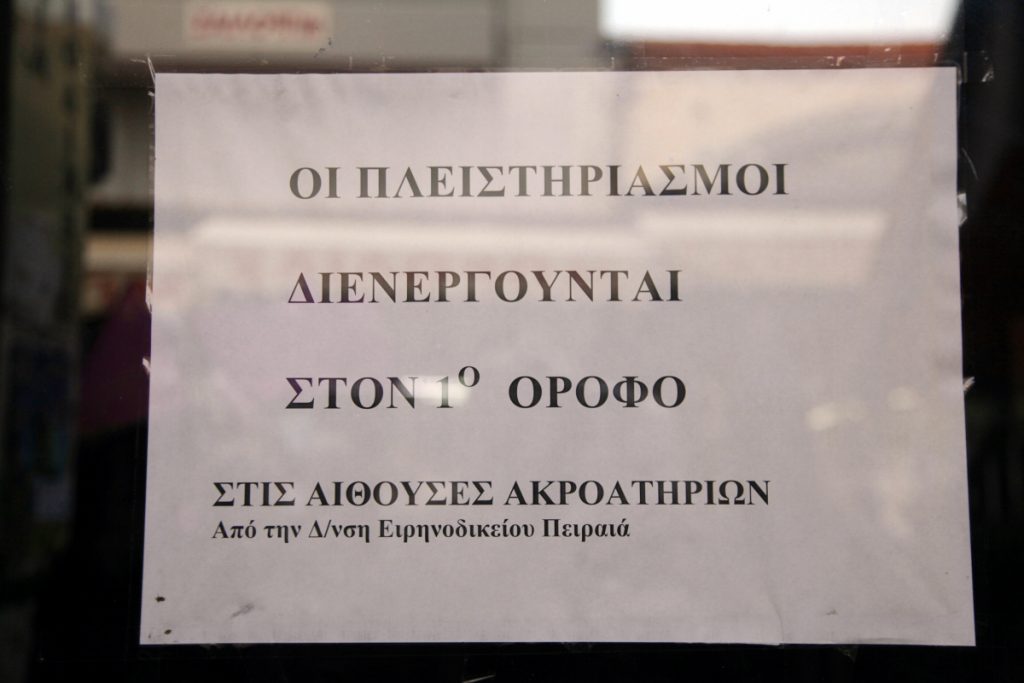 ΟΙ ΠΛΕΙΣΤΗΡΙΑΣΜΟΙ
ΔΙΕΝΕΡΓΟΥΝΤΑΙ
ΣΤΟΝ 1Ο ΟΡΟΦΟ
ΣΤΙΣ ΑΙΘΟΥΣΕΣ ΑΚΡΟΑΤΗΡΙΩΝ
Από την Δ/νση Ειρηνοδικείου Πειραιά